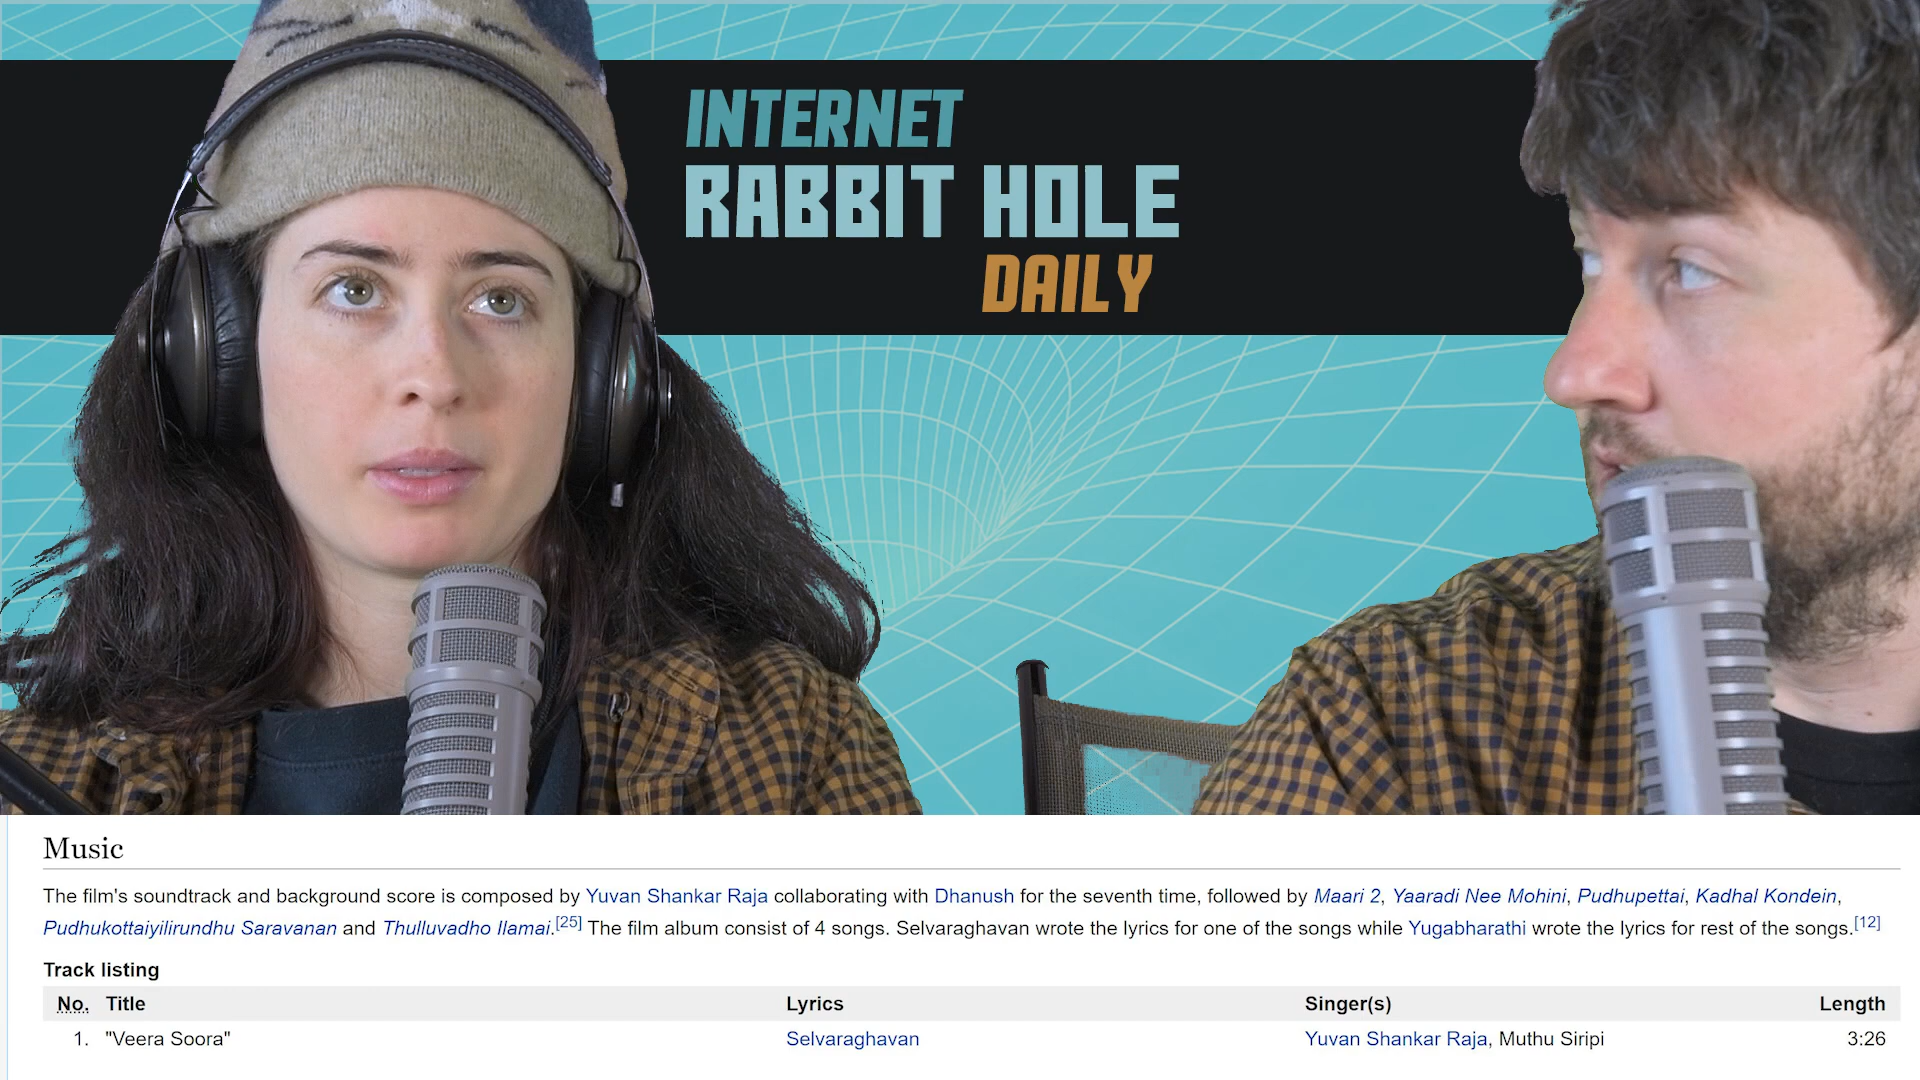 INTERNET
RABBIT HOLE
DAILY
Music
The film's soundtrack and background score is composed by Yuvan Shankar Raja collaborating with Dhanush for the seventh time, followed by Maari 2, Yaaradi Nee Mohini, Pudhupettai, Kadhal Kondein,
Pudhukottaiyilirundhu Saravanan and Thulluvadho Ilamai.[25] The film album consist of 4 songs. Selvaraghavan wrote the lyrics for one of the songs while Yugabharathi wrote the lyrics for rest of the songs.[12]
Track listing
No. Title Lyrics Singer(s) Length
1. "Veera Soora" Selvaraghavan Yuvan Shankar Raja, Muthu Siripi 3:26